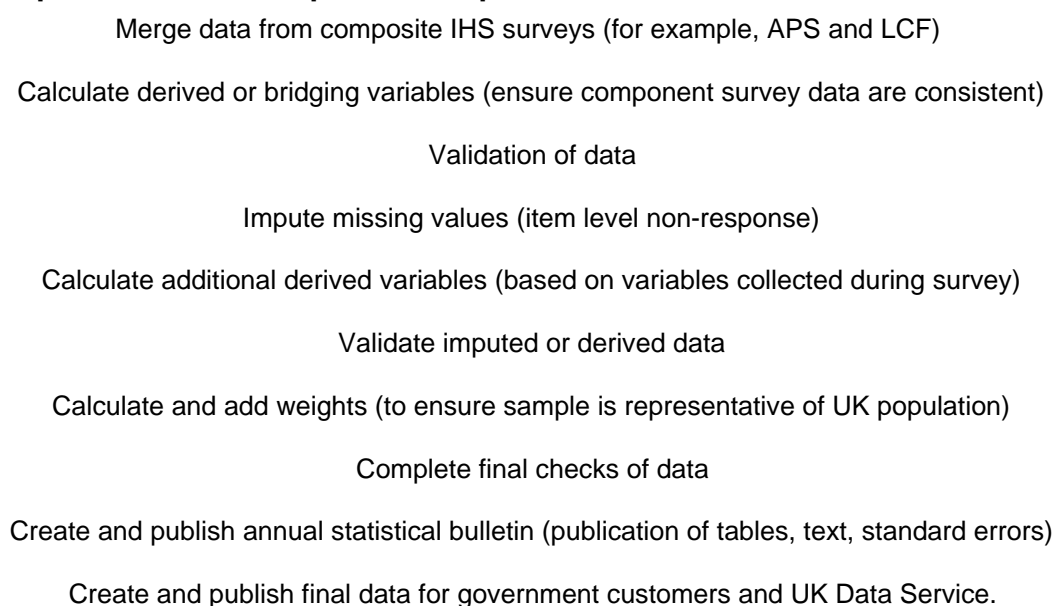 Merge data from composite IHS surveys (for example, APS and LCF)
Calculate derived or bridging variables (ensure component survey data are consistent)
Validation of data
Impute missing values (item level non-response)
Calculate additional derived variables (based on variables collected during survey)
Validate imputed or derived data
Calculate and add weights (to ensure sample is representative of UK population)
Complete final checks of data
Create and publish annual statistical bulletin (publication of tables, text, standard errors)
Create and publish final data for government customers and UK Data Service.